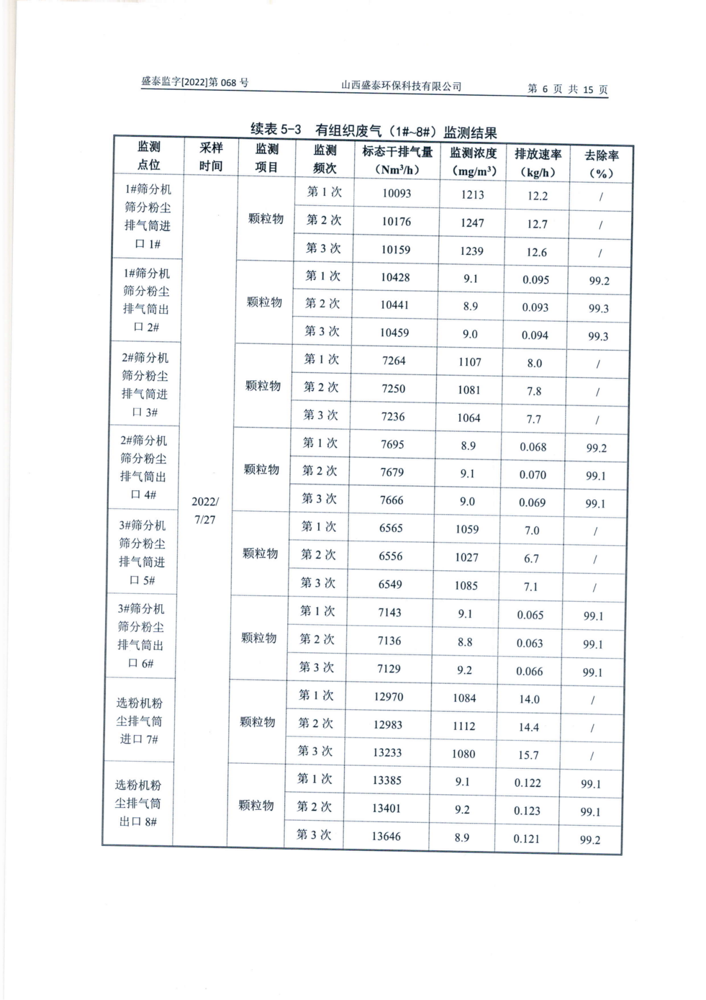 盛泰监字[2022]第 068 号 山西盛泰环保科技有限公司 第 6 页 共 15 页
续表 5-3 有组织废气（1#~8#）监测结果
监测点位 采样时间 监测项目 监测频次 标态干排气量（Nm³/h） 监测浓度（mg/m³） 排放速率（kg/h） 去除率（%）
1#筛分机筛分粉尘排气筒进口 1# 2022/7/27 颗粒物 第 1 次 10093 1213 12.2 /
第 2 次 10176 1247 12.7 /
第 3 次 10159 1239 12.6 /
1#筛分机筛分粉尘排气筒出口 2# 颗粒物 第 1 次 10428 9.1 0.095 99.2
第 2 次 10441 8.9 0.093 99.3
第 3 次 10459 9.0 0.094 99.3
2#筛分机筛分粉尘排气筒进口 3# 颗粒物 第 1 次 7264 1107 8.0 /
第 2 次 7250 1081 7.8 /
第 3 次 7236 1064 7.7 /
2#筛分机筛分粉尘排气筒出口 4# 颗粒物 第 1 次 7695 8.9 0.068 99.2
第 2 次 7679 9.1 0.070 99.1
第 3 次 7666 9.0 0.069 99.1
3#筛分机筛分粉尘排气筒进口 5# 颗粒物 第 1 次 6565 1059 7.0 /
第 2 次 6556 1027 6.7 /
第 3 次 6549 1085 7.1 /
3#筛分机筛分粉尘排气筒出口 6# 颗粒物 第 1 次 7143 9.1 0.065 99.1
第 2 次 7136 8.8 0.063 99.1
第 3 次 7129 9.2 0.066 99.1
选粉机粉尘排气筒进口 7# 颗粒物 第 1 次 12970 1084 14.0 /
第 2 次 12983 1112 14.4 /
第 3 次 13233 1080 15.7 /
选粉机粉尘排气筒出口 8# 颗粒物 第 1 次 13385 9.1 0.122 99.1
第 2 次 13401 9.2 0.123 99.1
第 3 次 13646 8.9 0.121 99.2